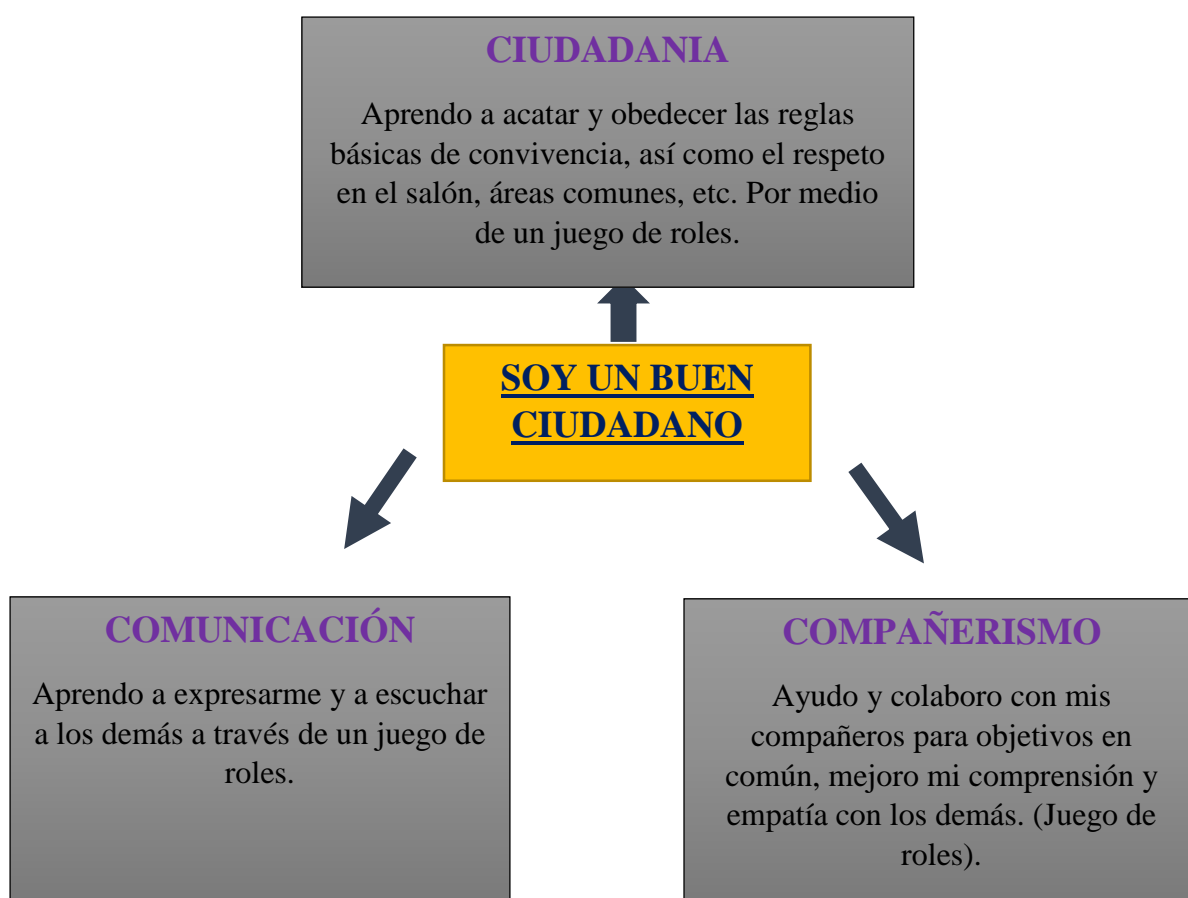 CIUDADANIA
Aprendo a acatar y obedecer las reglas
básicas de convivencia, así como el respeto
en el salón, áreas comunes, etc. Por medio
de un juego de roles.
SOY UN BUEN
CIUDADANO
COMUNICACIÓN
Aprendo a expresarme y a escuchar
a los demás a través de un juego de
roles.
COMPAÑERISMO
Ayudo y colaboro con mis
compañeros para objetivos en
común, mejoro mi comprensión y
empatía con los demás. (Juego de
roles).